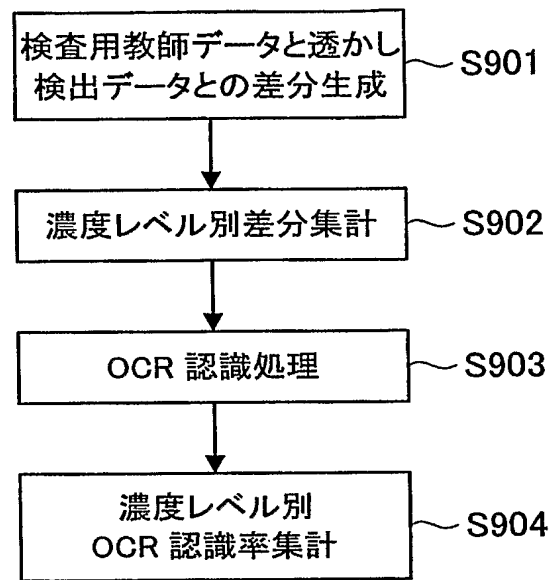 検査用教師データと透かし
検出データとの差分生成
S901
濃度レベル別差分集計
S902
OCR 認識処理
S903
濃度レベル別
OCR 認識率集計
S904